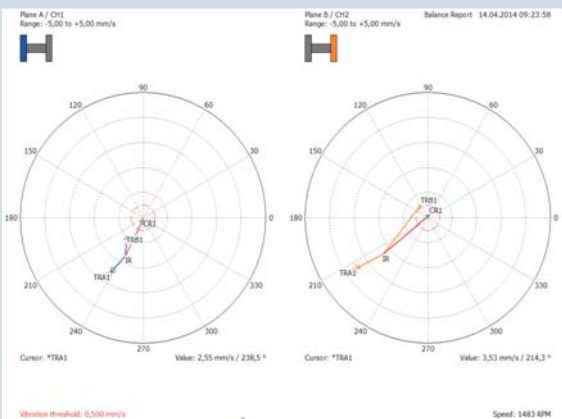 Plane A / CH1
Range: -5,00 to +5,00 mm/s
Plane B / CH2
Range: -5,00 to +5,00 mm/s
Balance Report 14.04.2014 09:23:58
90
120
60
150
30
180
0
210
330
240
300
270
CR1
TRB1
IR
TRA1
90
120
60
150
30
180
0
210
330
240
300
270
TRB1
CR1
IR
TRA1
Cursor: *TRA1
Value: 2,55 mm/s / 238,5 °
Cursor: *TRA1
Value: 3,53 mm/s / 214,3 °
Vibration threshold: 0,500 mm/s
Speed: 1483 RPM